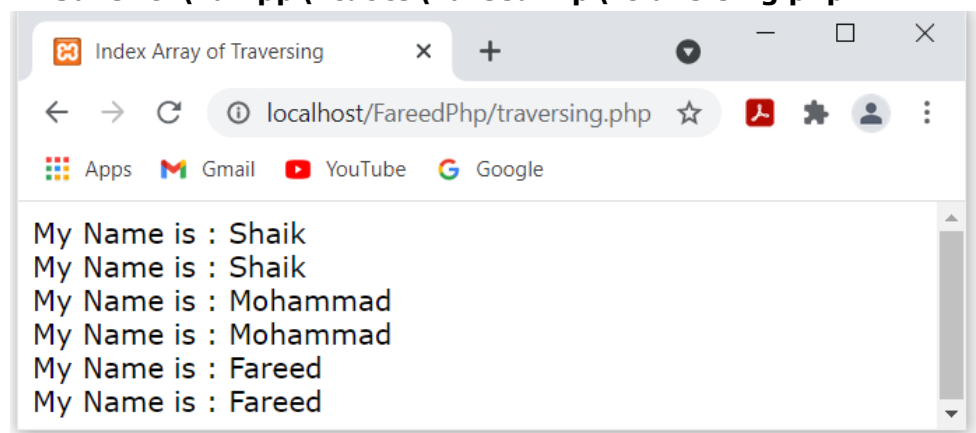 Index Array of Traversing
localhost/FareedPhp/traversing.php
Apps Gmail YouTube Google
My Name is : Shaik
My Name is : Shaik
My Name is : Mohammad
My Name is : Mohammad
My Name is : Fareed
My Name is : Fareed